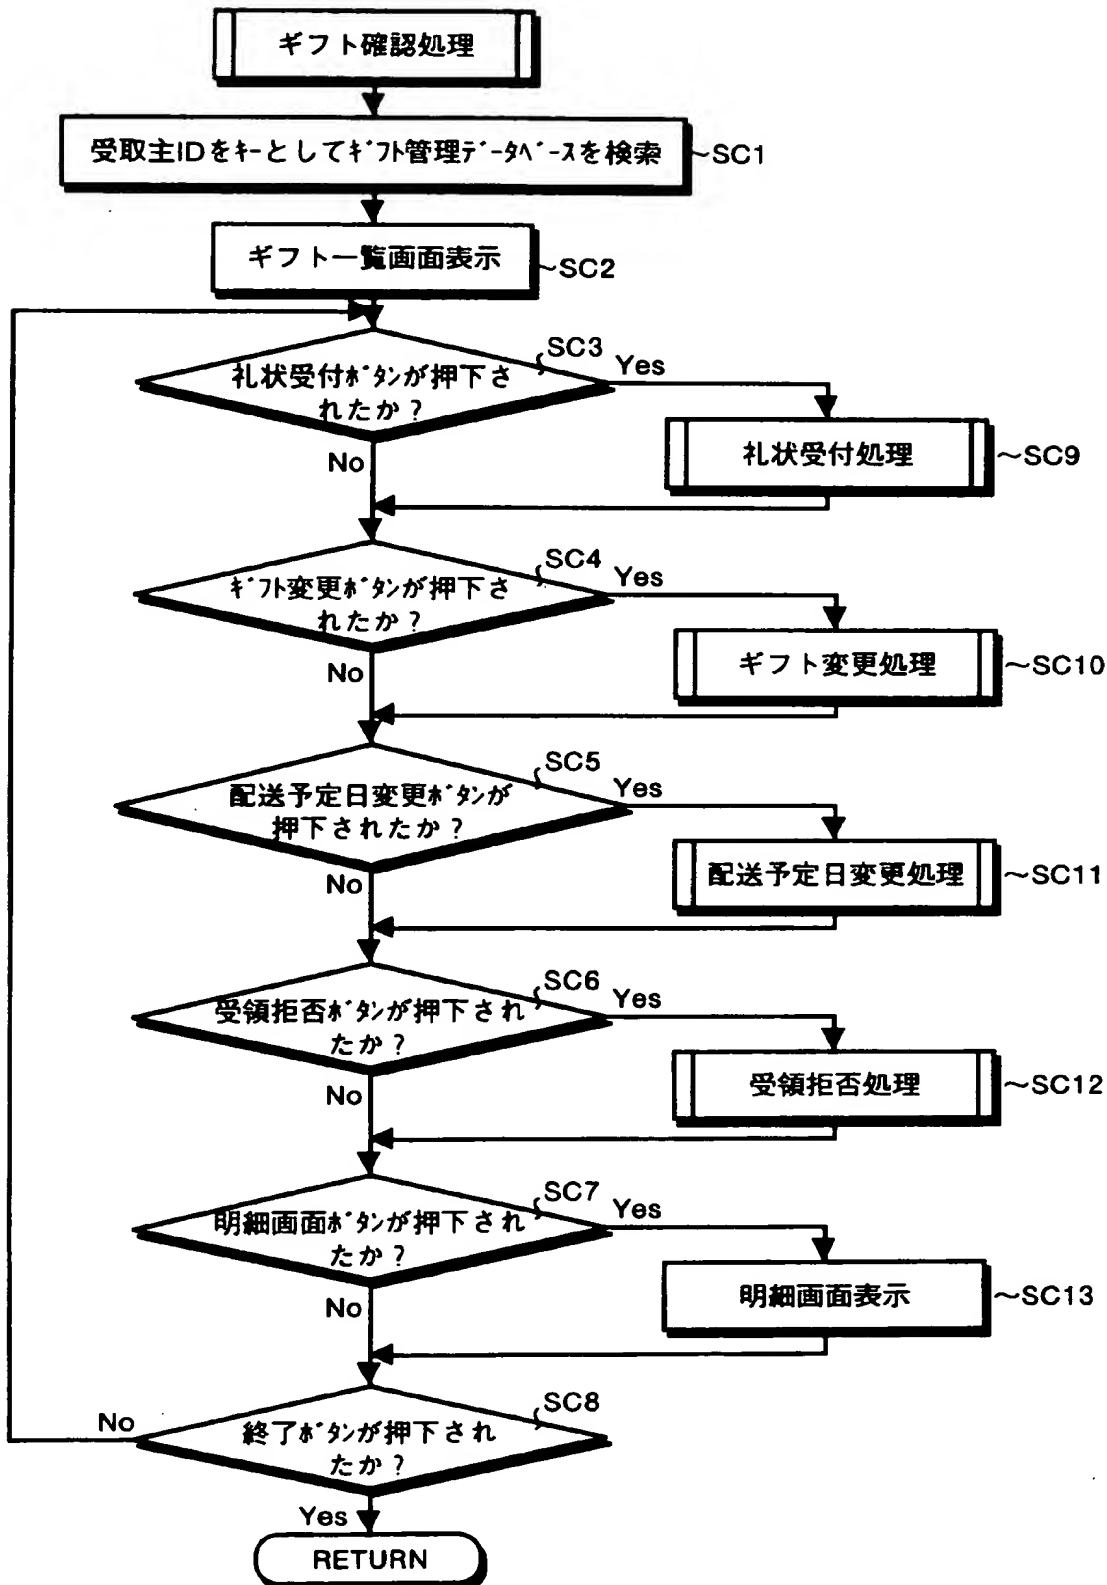 ギフト確認処理
受取主IDをｷｰとしてｷﾞﾌﾄ管理ﾃﾞｰﾀﾍﾞｰｽを検索
~SC1
ギフト一覧画面表示
~SC2
SC3
礼状受付ﾎﾞﾀﾝが押下さ
れたか？
Yes
No
礼状受付処理
~SC9
SC4
ｷﾞﾌﾄ変更ﾎﾞﾀﾝが押下さ
れたか？
Yes
No
ギフト変更処理
~SC10
SC5
配送予定日変更ﾎﾞﾀﾝが
押下されたか？
Yes
No
配送予定日変更処理
~SC11
SC6
受領拒否ﾎﾞﾀﾝが押下され
たか？
Yes
No
受領拒否処理
~SC12
SC7
明細画面ﾎﾞﾀﾝが押下され
たか？
Yes
No
明細画面表示
~SC13
SC8
終了ﾎﾞﾀﾝが押下され
たか？
No
Yes
RETURN